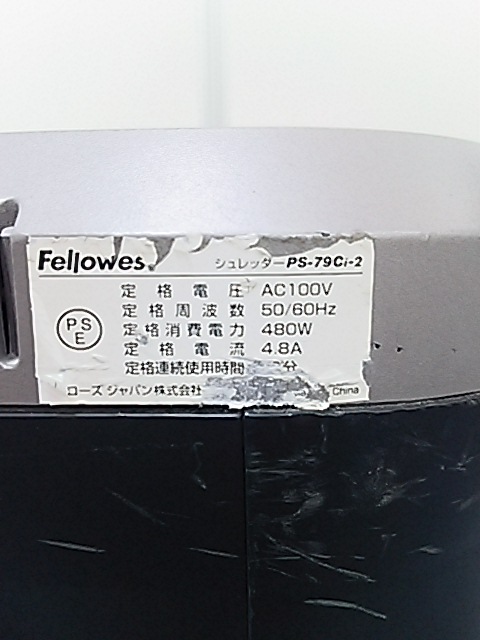 Fellowes
シュレッダー PS-79Ci-2
定格電圧 AC100V
定格周波数 50/60Hz
定格消費電力 480W
定格電流 4.8A
定格連続使用時間 分
PSE
ローズ ジャパン株式会社
China